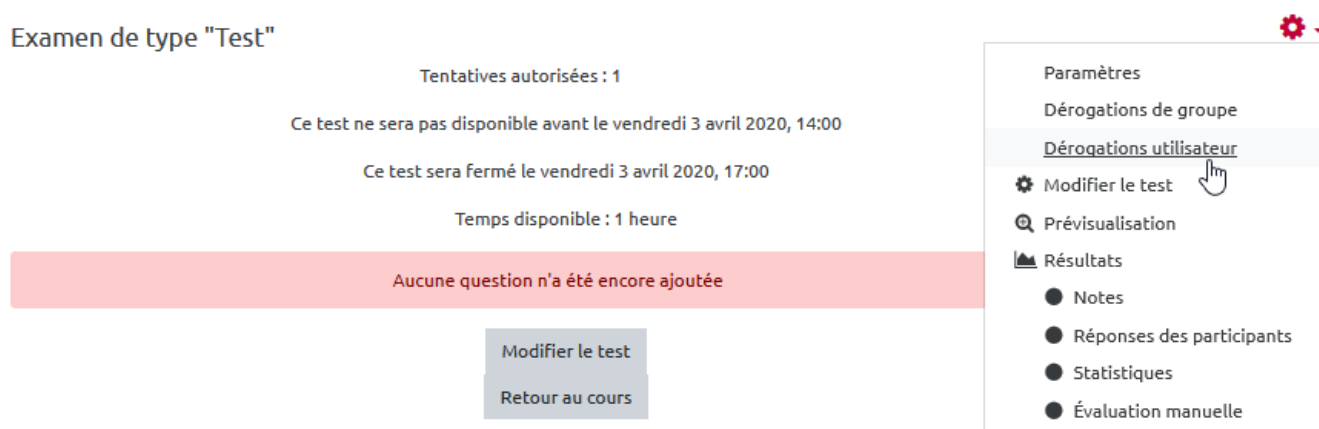 Examen de type "Test"
Tentatives autorisées : 1
Ce test ne sera pas disponible avant le vendredi 3 avril 2020, 14:00
Ce test sera fermé le vendredi 3 avril 2020, 17:00
Temps disponible : 1 heure
Aucune question n'a été encore ajoutée
Modifier le test
Retour au cours
Paramètres
Dérogations de groupe
Dérogations utilisateur
Modifier le test
Prévisualisation
Résultats
Notes
Réponses des participants
Statistiques
Évaluation manuelle